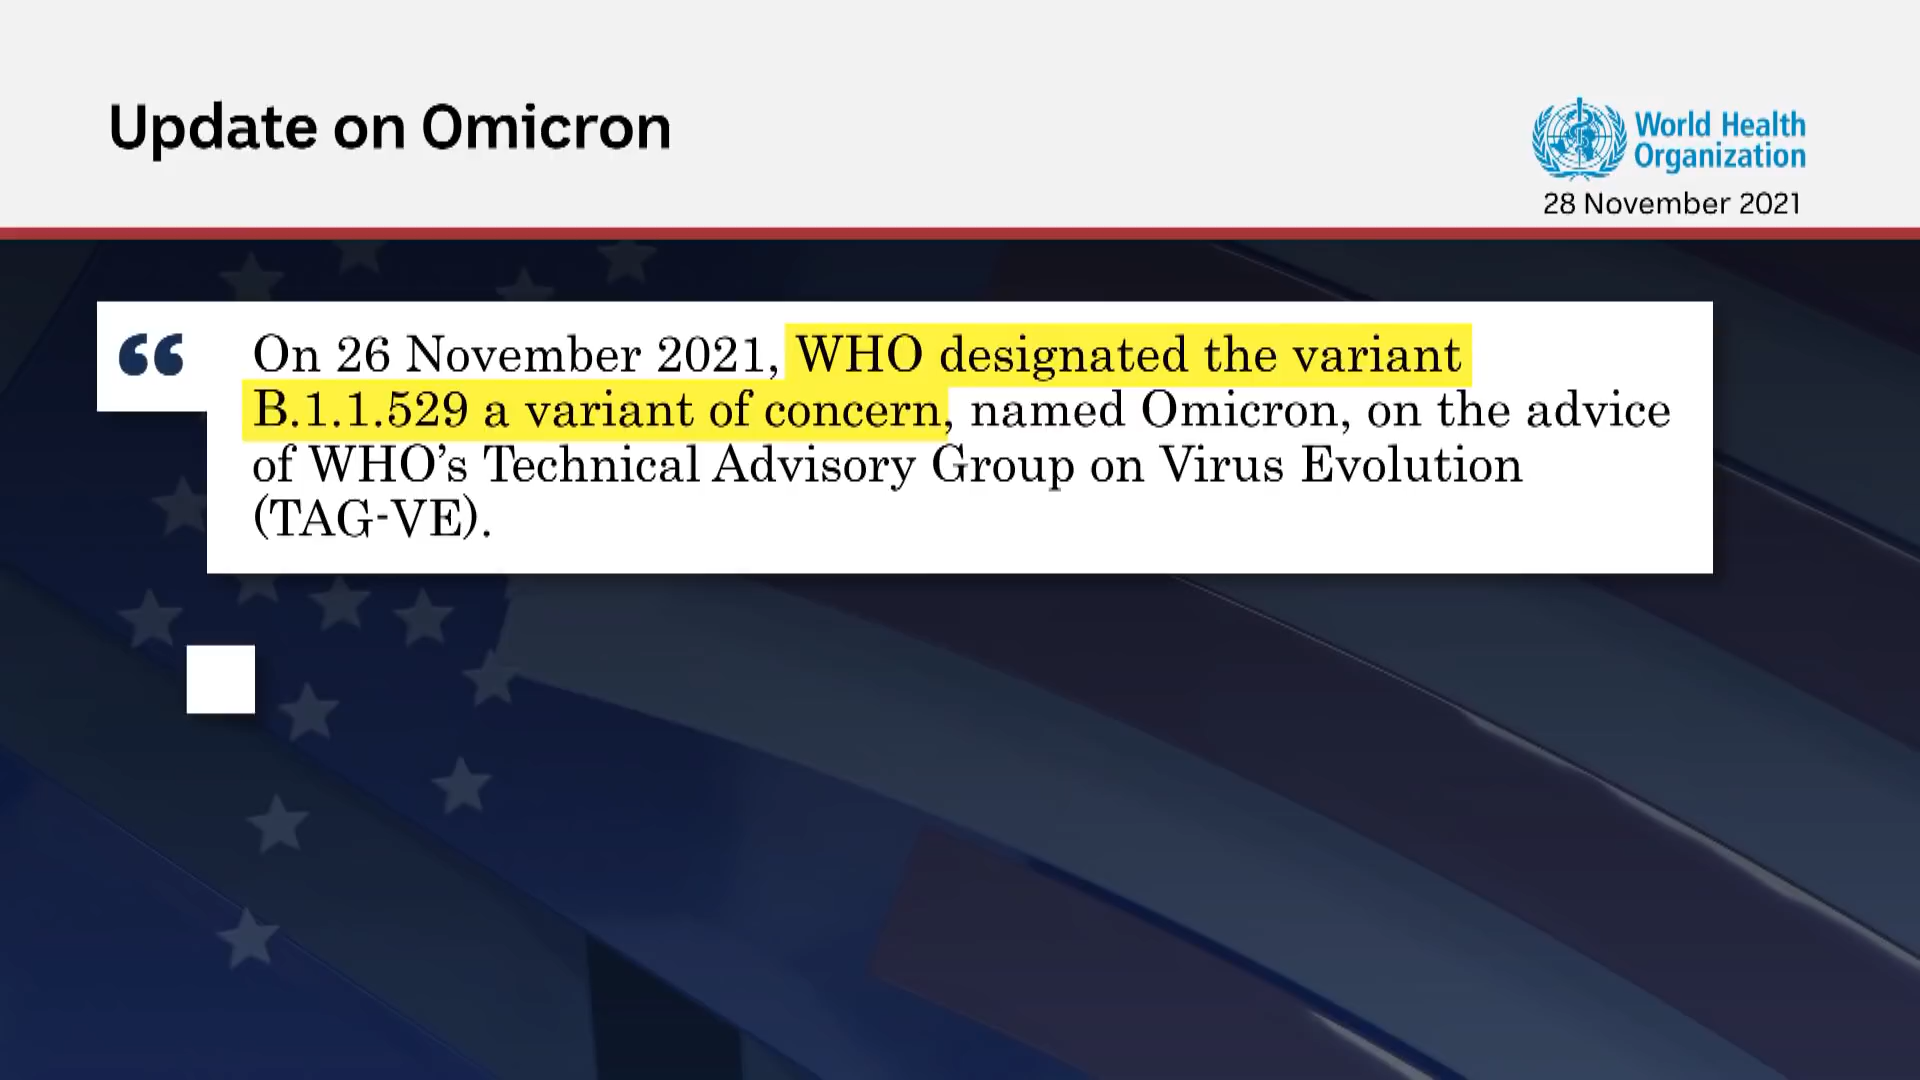 Update on Omicron
World Health
Organization
28 November 2021
“
On 26 November 2021, WHO designated the variant
B.1.1.529 a variant of concern, named Omicron, on the advice
of WHO’s Technical Advisory Group on Virus Evolution
(TAG-VE).